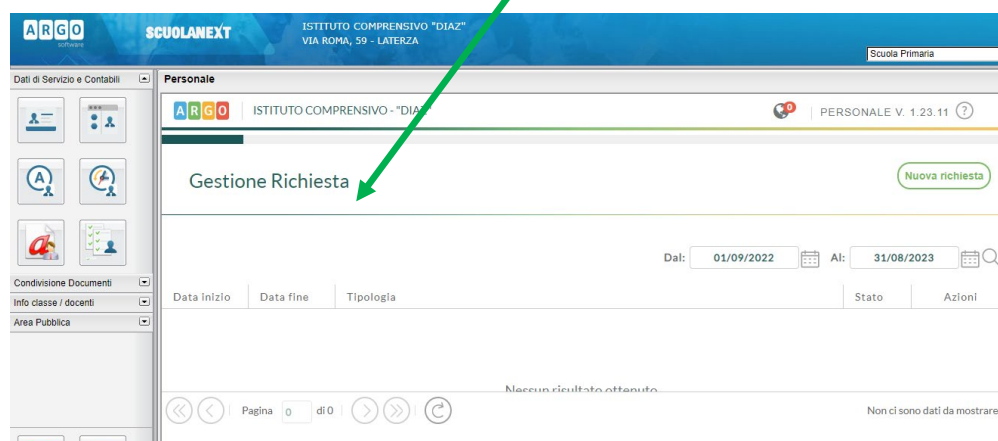 ARGO
software
SCUOLANEXT
ISTITUTO COMPRENSIVO "DIAZ"
VIA ROMA, 59 - LATERZA
Scuola Primaria
Dati di Servizio e Contabili
Personale
ARGO
ISTITUTO COMPRENSIVO - "DIAZ"
0
PERSONALE V. 1.23.11 ?
Gestione Richiesta
Nuova richiesta
Dal: 01/09/2022 Al: 31/08/2023
Condivisione Documenti
Info classe / docenti
Area Pubblica
Data inizio Data fine Tipologia Stato Azioni
Nessun risultato ottenuto
Pagina 0 di 0
Non ci sono dati da mostrare